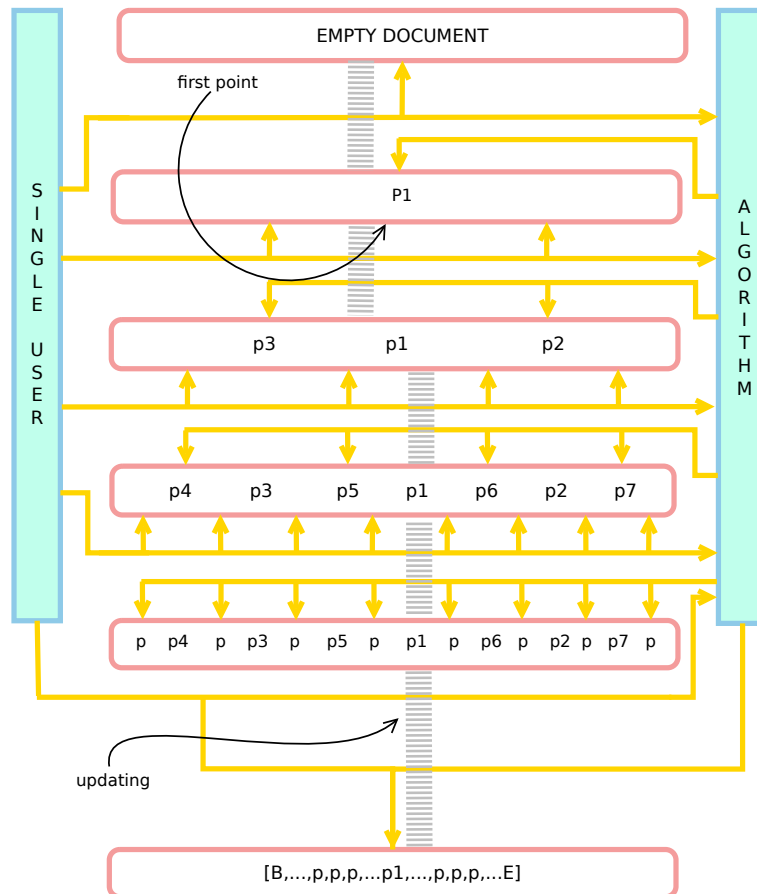 EMPTY DOCUMENT
first point
SINGLE USER
ALGORITHM
P1
p3 p1 p2
p4 p3 p5 p1 p6 p2 p7
p p4 p p3 p p5 p p1 p p6 p p2 p p7 p
updating
[B,...,p,p,p,...p1,...,p,p,p,...E]